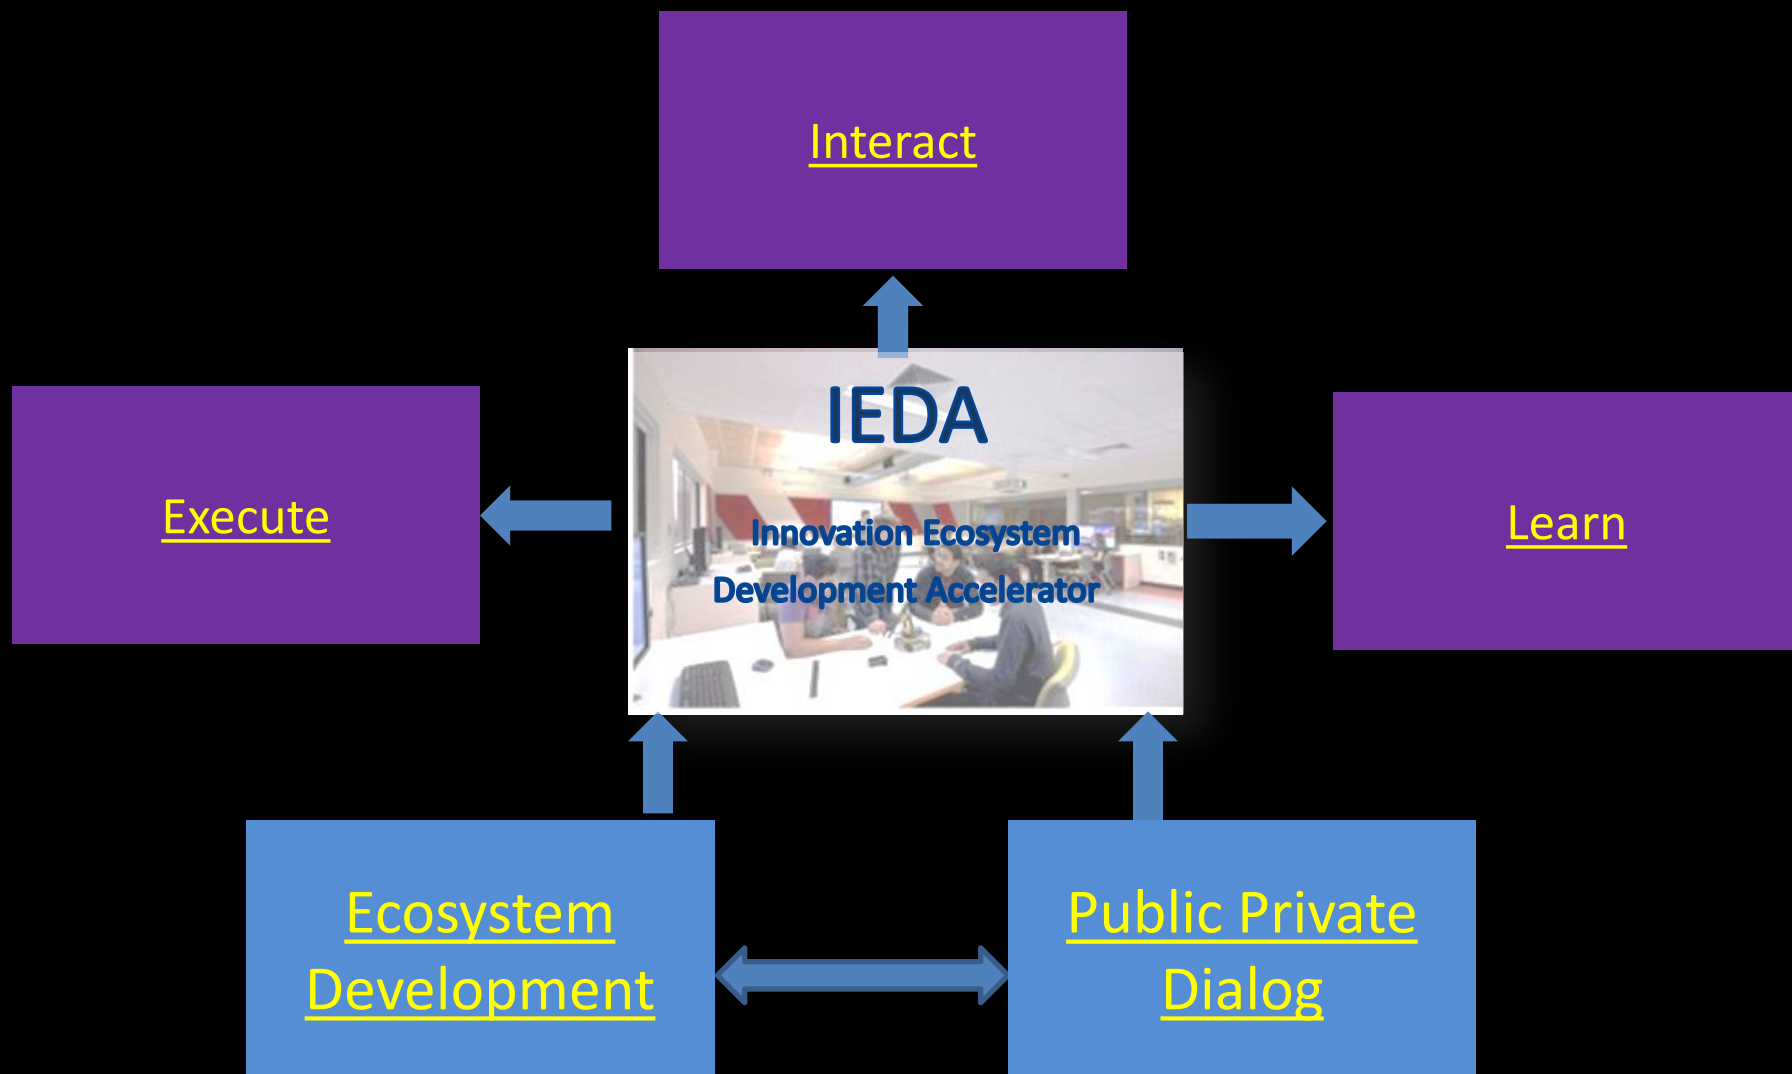 Interact
IEDA
Execute
Innovation Ecosystem
Development Accelerator
Learn
Ecosystem
Development
Public Private
Dialog